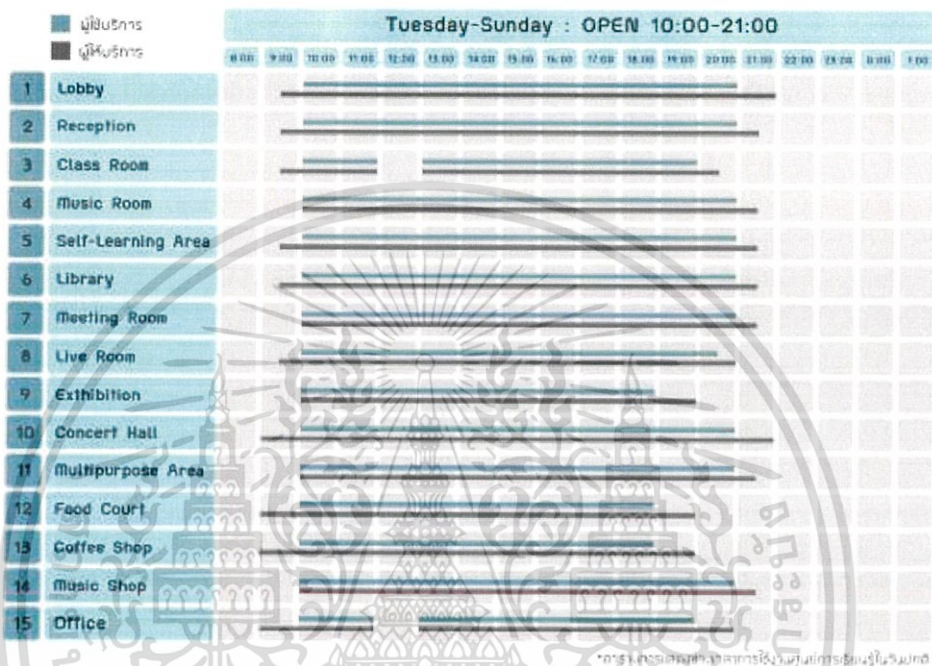 ผู้ใช้บริการ
ผู้ให้บริการ
Tuesday-Sunday : OPEN 10:00-21:00
8:00 9:00 10:00 11:00 12:00 13:00 14:00 15:00 16:00 17:00 18:00 19:00 20:00 21:00 22:00 23:00 0:00 1:00
1 Lobby
2 Reception
3 Class Room
4 Music Room
5 Self-Learning Area
6 Library
7 Meeting Room
8 Live Room
9 Exthibition
10 Concert Hall
11 Multipurpose Area
12 Food Court
13 Coffee Shop
14 Music Shop
15 Office